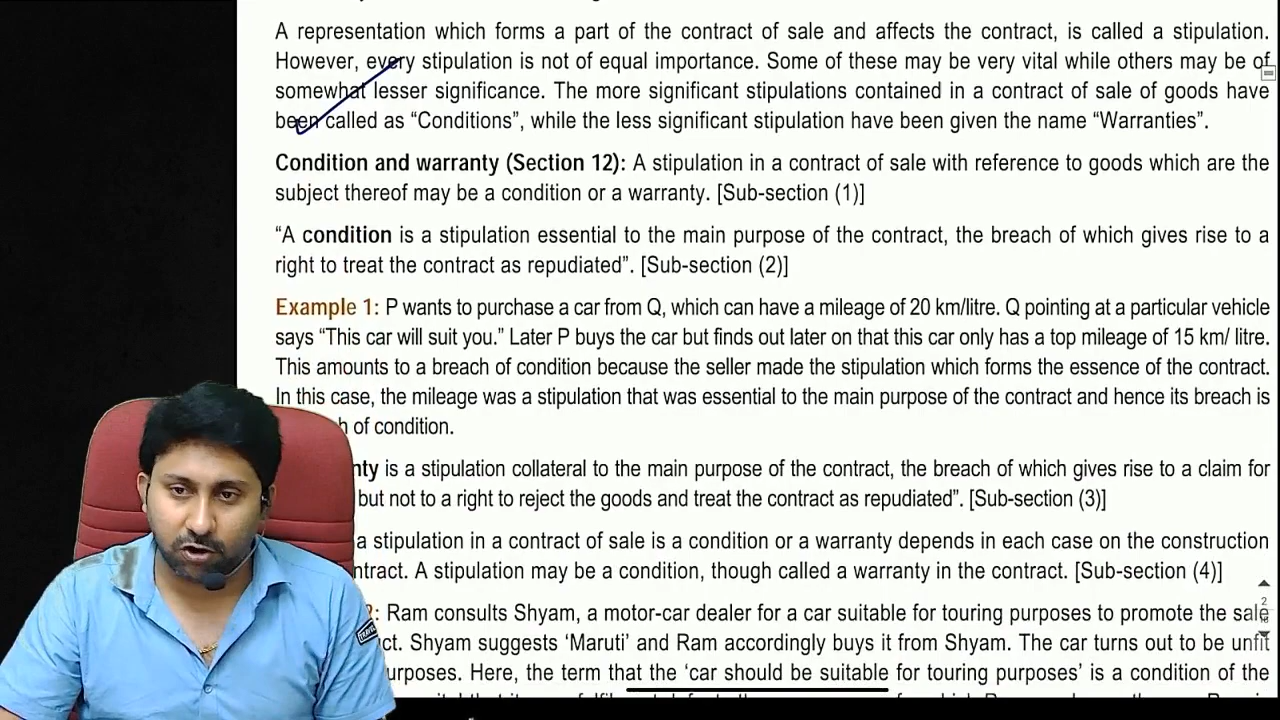 A representation which forms a part of the contract of sale and affects the contract, is called a stipulation.
However, every stipulation is not of equal importance. Some of these may be very vital while others may be of
somewhat lesser significance. The more significant stipulations contained in a contract of sale of goods have
been called as “Conditions”, while the less significant stipulation have been given the name “Warranties”.
Condition and warranty (Section 12): A stipulation in a contract of sale with reference to goods which are the
subject thereof may be a condition or a warranty. [Sub-section (1)]
“A condition is a stipulation essential to the main purpose of the contract, the breach of which gives rise to a
right to treat the contract as repudiated”. [Sub-section (2)]
Example 1: P wants to purchase a car from Q, which can have a mileage of 20 km/litre. Q pointing at a particular vehicle
says “This car will suit you.” Later P buys the car but finds out later on that this car only has a top mileage of 15 km/ litre.
This amounts to a breach of condition because the seller made the stipulation which forms the essence of the contract.
In this case, the mileage was a stipulation that was essential to the main purpose of the contract and hence its breach is
h of condition.
nty is a stipulation collateral to the main purpose of the contract, the breach of which gives rise to a claim for
but not to a right to reject the goods and treat the contract as repudiated”. [Sub-section (3)]
a stipulation in a contract of sale is a condition or a warranty depends in each case on the construction
ntract. A stipulation may be a condition, though called a warranty in the contract. [Sub-section (4)]
: Ram consults Shyam, a motor-car dealer for a car suitable for touring purposes to promote the sale
ct. Shyam suggests ‘Maruti’ and Ram accordingly buys it from Shyam. The car turns out to be unfit
urposes. Here, the term that the ‘car should be suitable for touring purposes’ is a condition of the